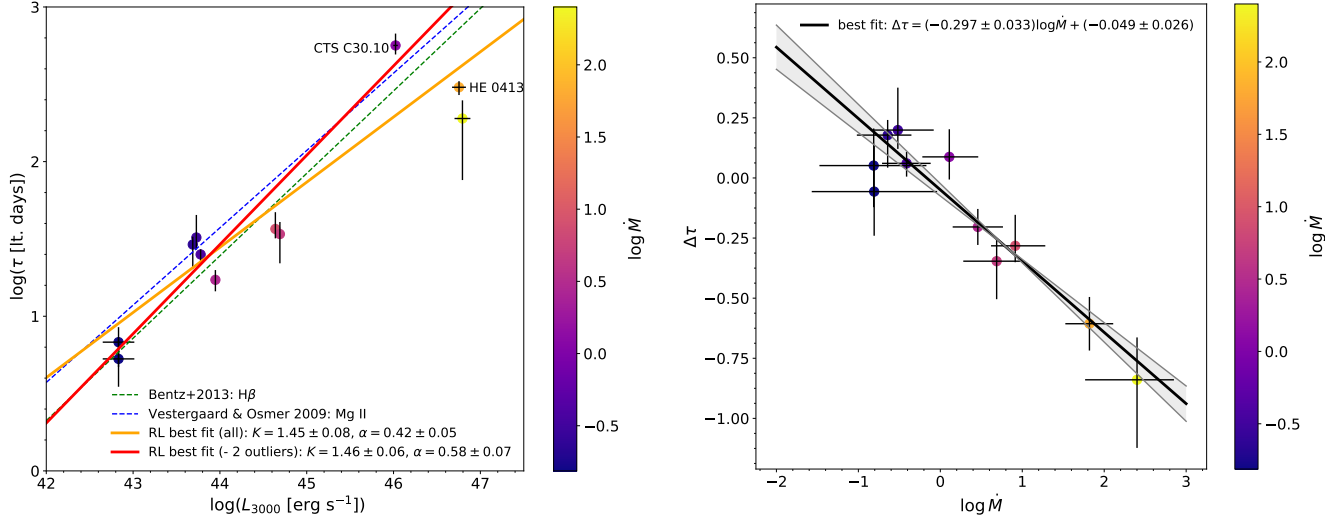 3
2
1
0
42
43
44
45
46
47
log(τ [lt. days])
log(L₃₀₀₀ [erg s⁻¹])
CTS C30.10
HE 0413
Bentz+2013: Hβ
Vestergaard & Osmer 2009: Mg II
RL best fit (all): K = 1.45 ± 0.08, α = 0.42 ± 0.05
RL best fit (- 2 outliers): K = 1.46 ± 0.06, α = 0.58 ± 0.07
2.0
1.5
1.0
0.5
0.0
−0.5
log Ṁ
best fit: Δτ = (−0.297 ± 0.033)logṀ + (−0.049 ± 0.026)
0.50
0.25
0.00
−0.25
−0.50
−0.75
−1.00
Δτ
−2
−1
0
1
2
3
log Ṁ
2.0
1.5
1.0
0.5
0.0
−0.5
log Ṁ